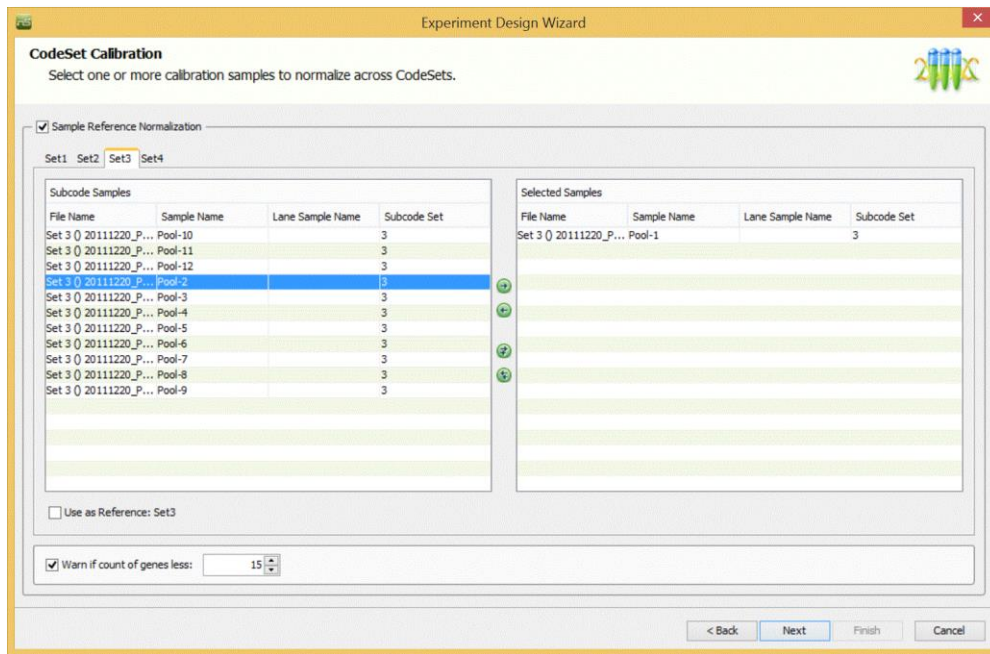 Experiment Design Wizard
CodeSet Calibration
Select one or more calibration samples to normalize across CodeSets.
Sample Reference Normalization
Set1 Set2 Set3 Set4
Subcode Samples
File Name Sample Name Lane Sample Name Subcode Set
Set 3 () 20111220_P... Pool-10 3
Set 3 () 20111220_P... Pool-11 3
Set 3 () 20111220_P... Pool-12 3
Set 3 () 20111220_P... Pool-2 3
Set 3 () 20111220_P... Pool-3 3
Set 3 () 20111220_P... Pool-4 3
Set 3 () 20111220_P... Pool-5 3
Set 3 () 20111220_P... Pool-6 3
Set 3 () 20111220_P... Pool-7 3
Set 3 () 20111220_P... Pool-8 3
Set 3 () 20111220_P... Pool-9 3
Selected Samples
File Name Sample Name Lane Sample Name Subcode Set
Set 3 () 20111220_P... Pool-1 3
Use as Reference: Set3
Warn if count of genes less: 15
< Back Next Finish Cancel